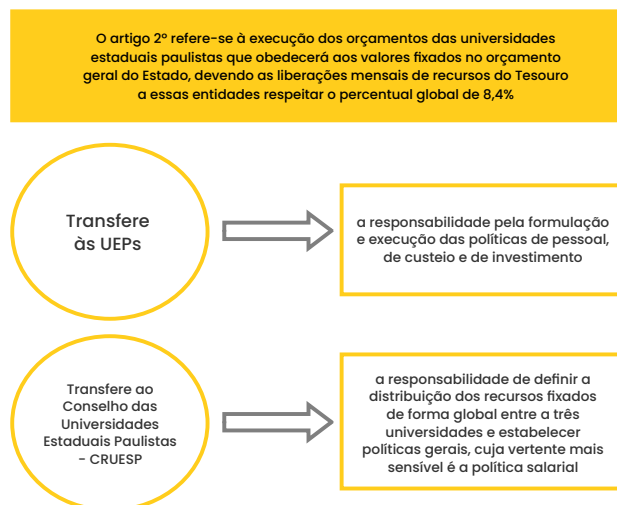 O artigo 2º refere-se à execução dos orçamentos das universidades
estaduais paulistas que obedecerá aos valores fixados no orçamento
geral do Estado, devendo as liberações mensais de recursos do Tesouro
a essas entidades respeitar o percentual global de 8,4%
Transfere
às UEPs
a responsabilidade pela formulação
e execução das políticas de pessoal,
de custeio e de investimento
Transfere ao
Conselho das
Universidades
Estaduais Paulistas
- CRUESP
a responsabilidade de definir a
distribuição dos recursos fixados
de forma global entre a três
universidades e estabelecer
políticas gerais, cuja vertente mais
sensível é a política salarial